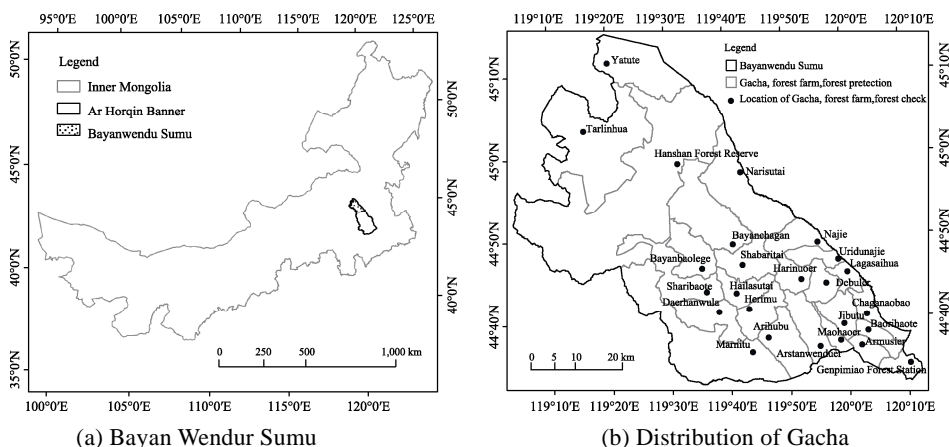 95°0'E 100°0'E 105°0'E 110°0'E 115°0'E 120°0'E 125°0'E
50°0'N
45°0'N
40°0'N
35°0'N
50°0'N
45°0'N
40°0'N
Legend
Inner Mongolia
Ar Horqin Banner
Bayanwendu Sumu
0 250 500 1,000 km
100°0'E 105°0'E 110°0'E 115°0'E 120°0'E
(a) Bayan Wendur Sumu
119°10'E 119°20'E 119°30'E 119°40'E 119°50'E 120°0'E 120°10'E
45°10'N
45°0'N
44°50'N
44°40'N
45°10'N
45°0'N
44°50'N
44°40'N
Legend
Bayanwendu Sumu
Gacha, forest farm,forest pretection
Location of Gacha, forest farm,forest check
Yatute
Tarlinhua
Hanshan Forest Reserve
Narisutai
Bayanchagan
Najie
Uridunajie
Shabaritai
Bayanbaolege
Lagasaihua
Harinuoer
Debuler
Sharibaote
Hailasutai
Daerhanwula
Herimu
Chaganaobao
Jibutu
Baorihaote
Arihubu
Maohaoer
Armuster
Mamitu
Arstanwenduer
Genpimiao Forest Station
0 5 10 20 km
119°10'E 119°20'E 119°30'E 119°40'E 119°50'E 120°0'E 120°10'E
(b) Distribution of Gacha